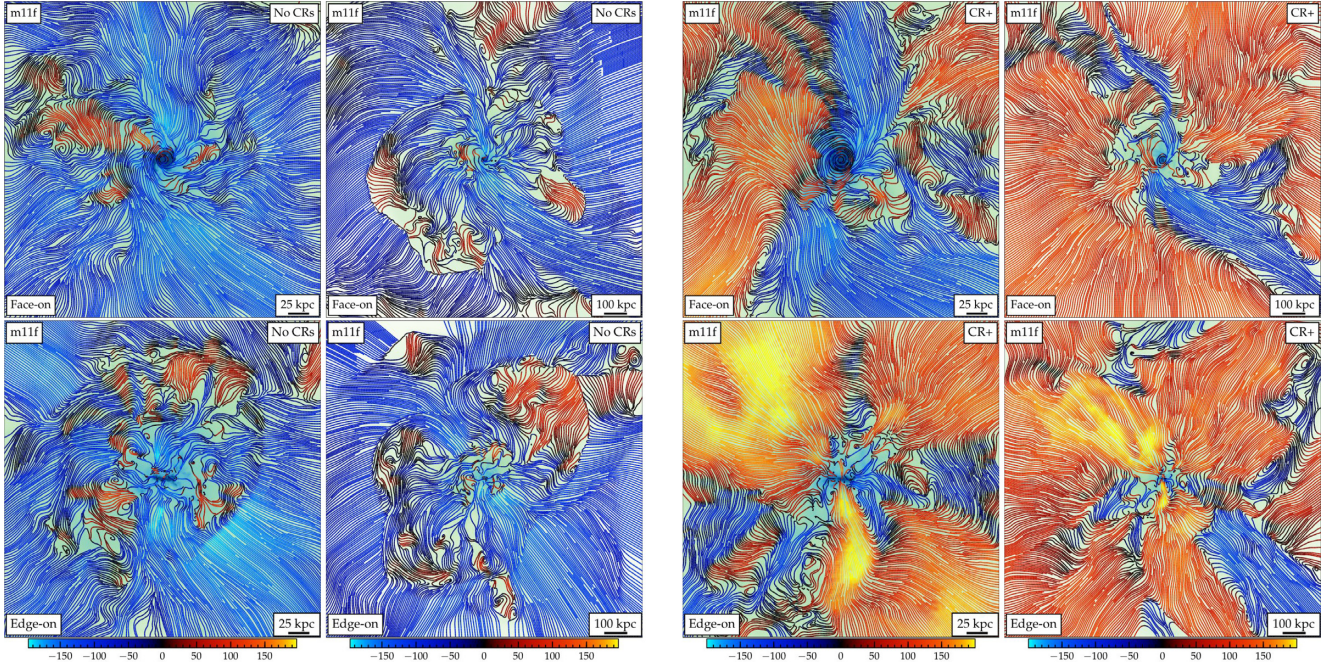 m11f No CRs m11f No CRs m11f CR+ m11f CR+
Face-on 25 kpc Face-on 100 kpc Face-on 25 kpc Face-on 100 kpc
m11f No CRs m11f No CRs m11f CR+ m11f CR+
Edge-on 25 kpc Edge-on 100 kpc Edge-on 25 kpc Edge-on 100 kpc
−150 −100 −50 0 50 100 150 −150 −100 −50 0 50 100 150 −150 −100 −50 0 50 100 150 −150 −100 −50 0 50 100 150